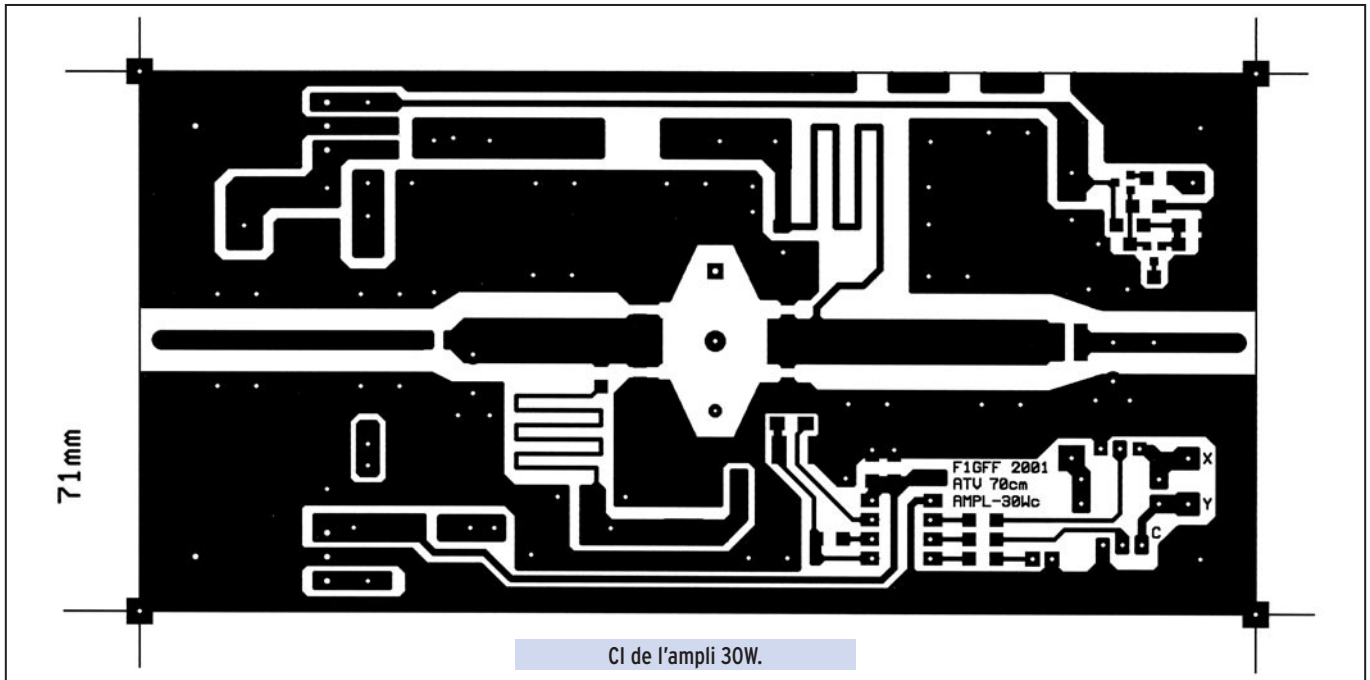 71mm
F1GFF 2001
ATV 70cm
AMPL-30Wc
X
Y
C
CI de l'ampli 30W.